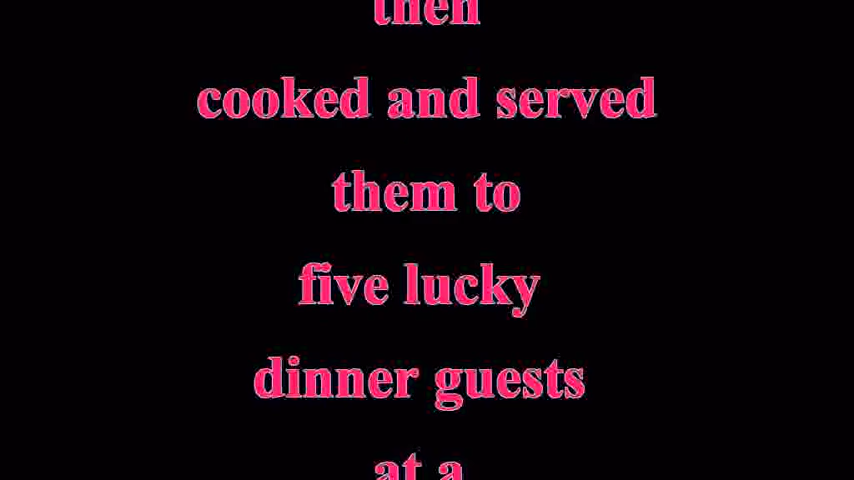 then
cooked and served
them to
five lucky
dinner guests
at a